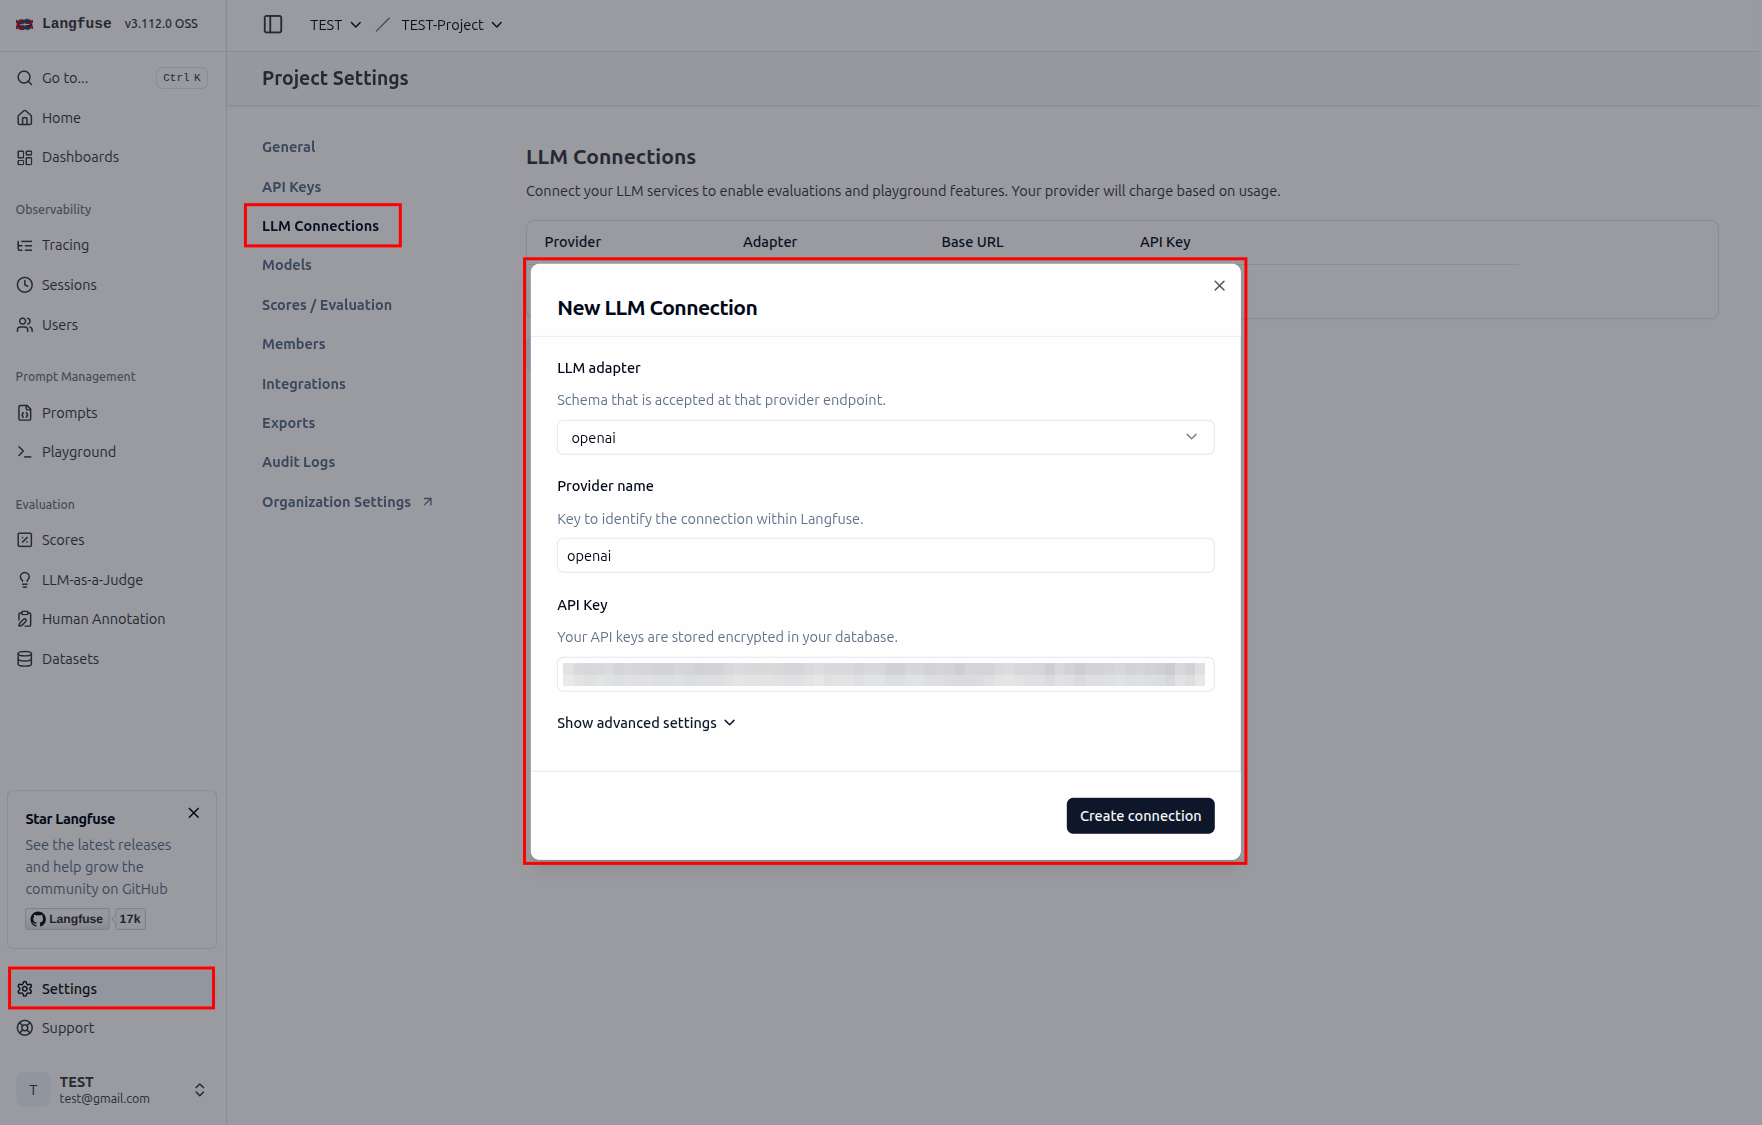 Langfuse v3.112.0 OSS
TEST
TEST-Project
Go to...
Ctrl K
Home
Dashboards
Observability
Tracing
Sessions
Users
Prompt Management
Prompts
Playground
Evaluation
Scores
LLM-as-a-Judge
Human Annotation
Datasets
Star Langfuse
See the latest releases
and help grow the
community on GitHub
Langfuse
17k
Settings
Support
T
TEST
test@gmail.com
Project Settings
General
API Keys
LLM Connections
Models
Scores / Evaluation
Members
Integrations
Exports
Audit Logs
Organization Settings
LLM Connections
Connect your LLM services to enable evaluations and playground features. Your provider will charge based on usage.
Provider Adapter Base URL API Key
New LLM Connection
LLM adapter
Schema that is accepted at that provider endpoint.
openai
Provider name
Key to identify the connection within Langfuse.
openai
API Key
Your API keys are stored encrypted in your database.
Show advanced settings
Create connection